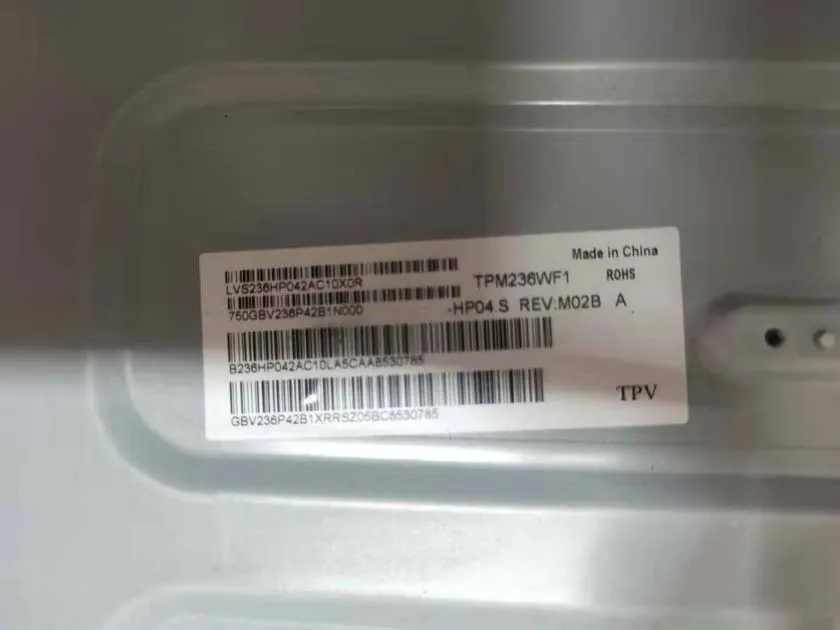 Made in China
LVS236HP042AC10X0R
TPM236WF1 ROHS
750GBV236P42B1N000
-HP04.S REV:M02B A
B236HP042AC10LA5CAA8530785
GBV236P42B1XRRSZ05BC8530785
TPV